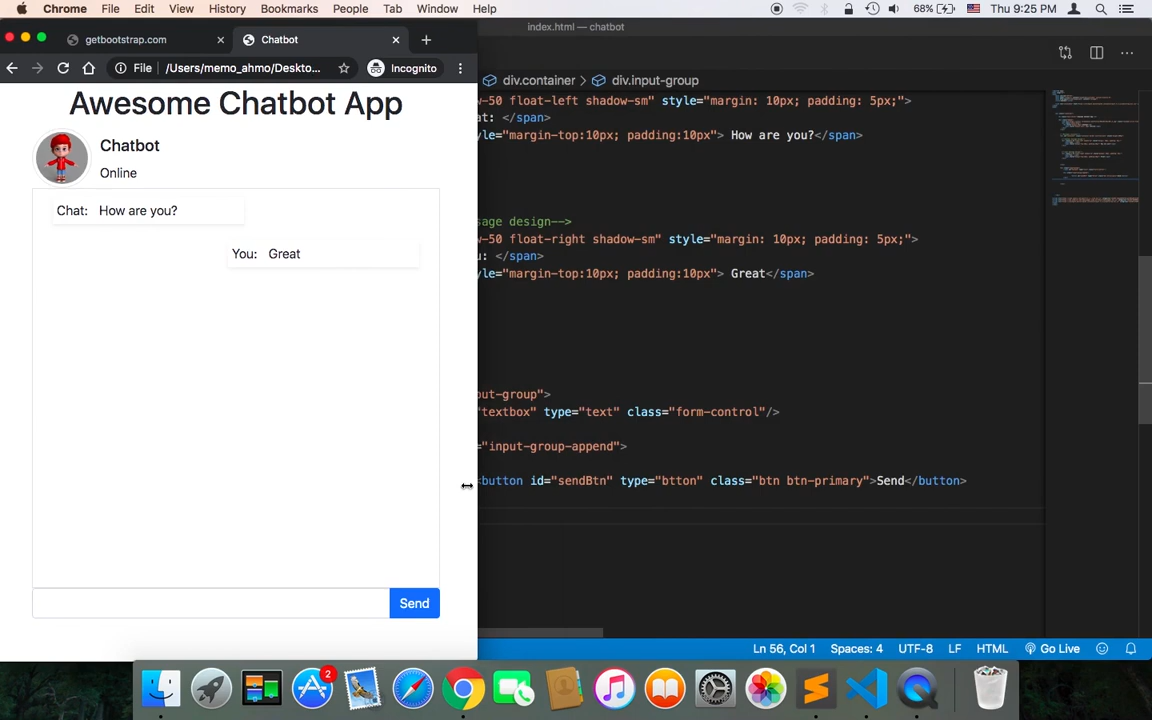 Chrome File Edit View History Bookmarks People Tab Window Help 68% Thu 9:25 PM
index.html — chatbot
getbootstrap.com Chatbot
File /Users/memo_ahmo/Deskto... Incognito
div.container div.input-group
Awesome Chatbot App
Chatbot
Online
Chat: How are you?
You: Great
Send
w-50 float-left shadow-sm" style="margin: 10px; padding: 5px;">
at: </span>
yle="margin-top:10px; padding:10px"> How are you?</span>
sage design-->
w-50 float-right shadow-sm" style="margin: 10px; padding: 5px;">
u: </span>
yle="margin-top:10px; padding:10px"> Great</span>
put-group">
"textbox" type="text" class="form-control"/>
="input-group-append">
<button id="sendBtn" type="btton" class="btn btn-primary">Send</button>
Ln 56, Col 1 Spaces: 4 UTF-8 LF HTML Go Live
2